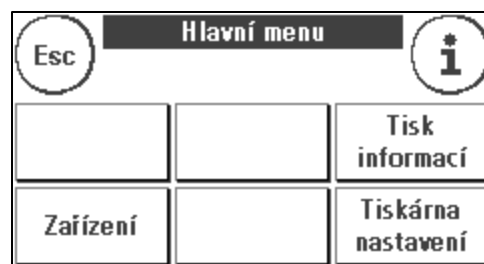 Esc
Hlavní menu
i
Tisk
informací
Zařízení
Tiskárna
nastavení